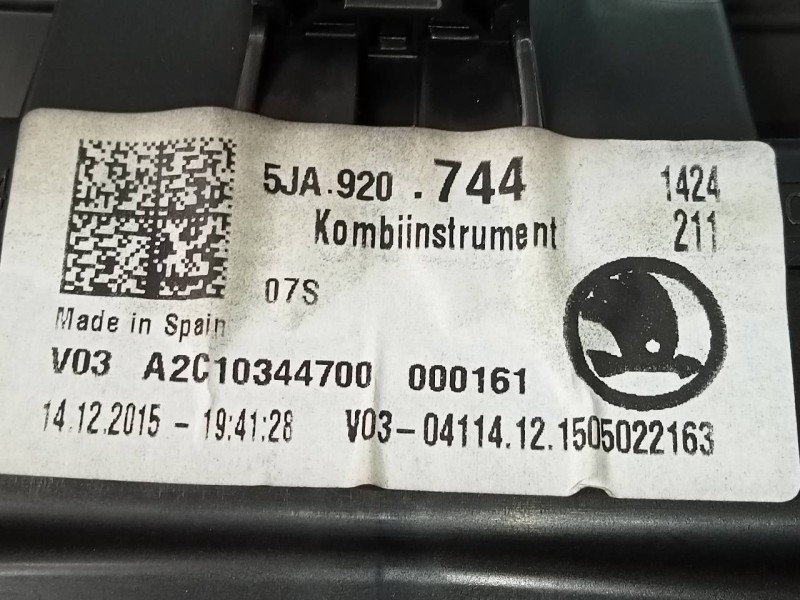 5JA.920 .744 1424
Kombiinstrument 211
07S
Made in Spain
V03 A2C10344700 000161
14.12.2015 - 19:41:28 V03-04114.12.1505022163